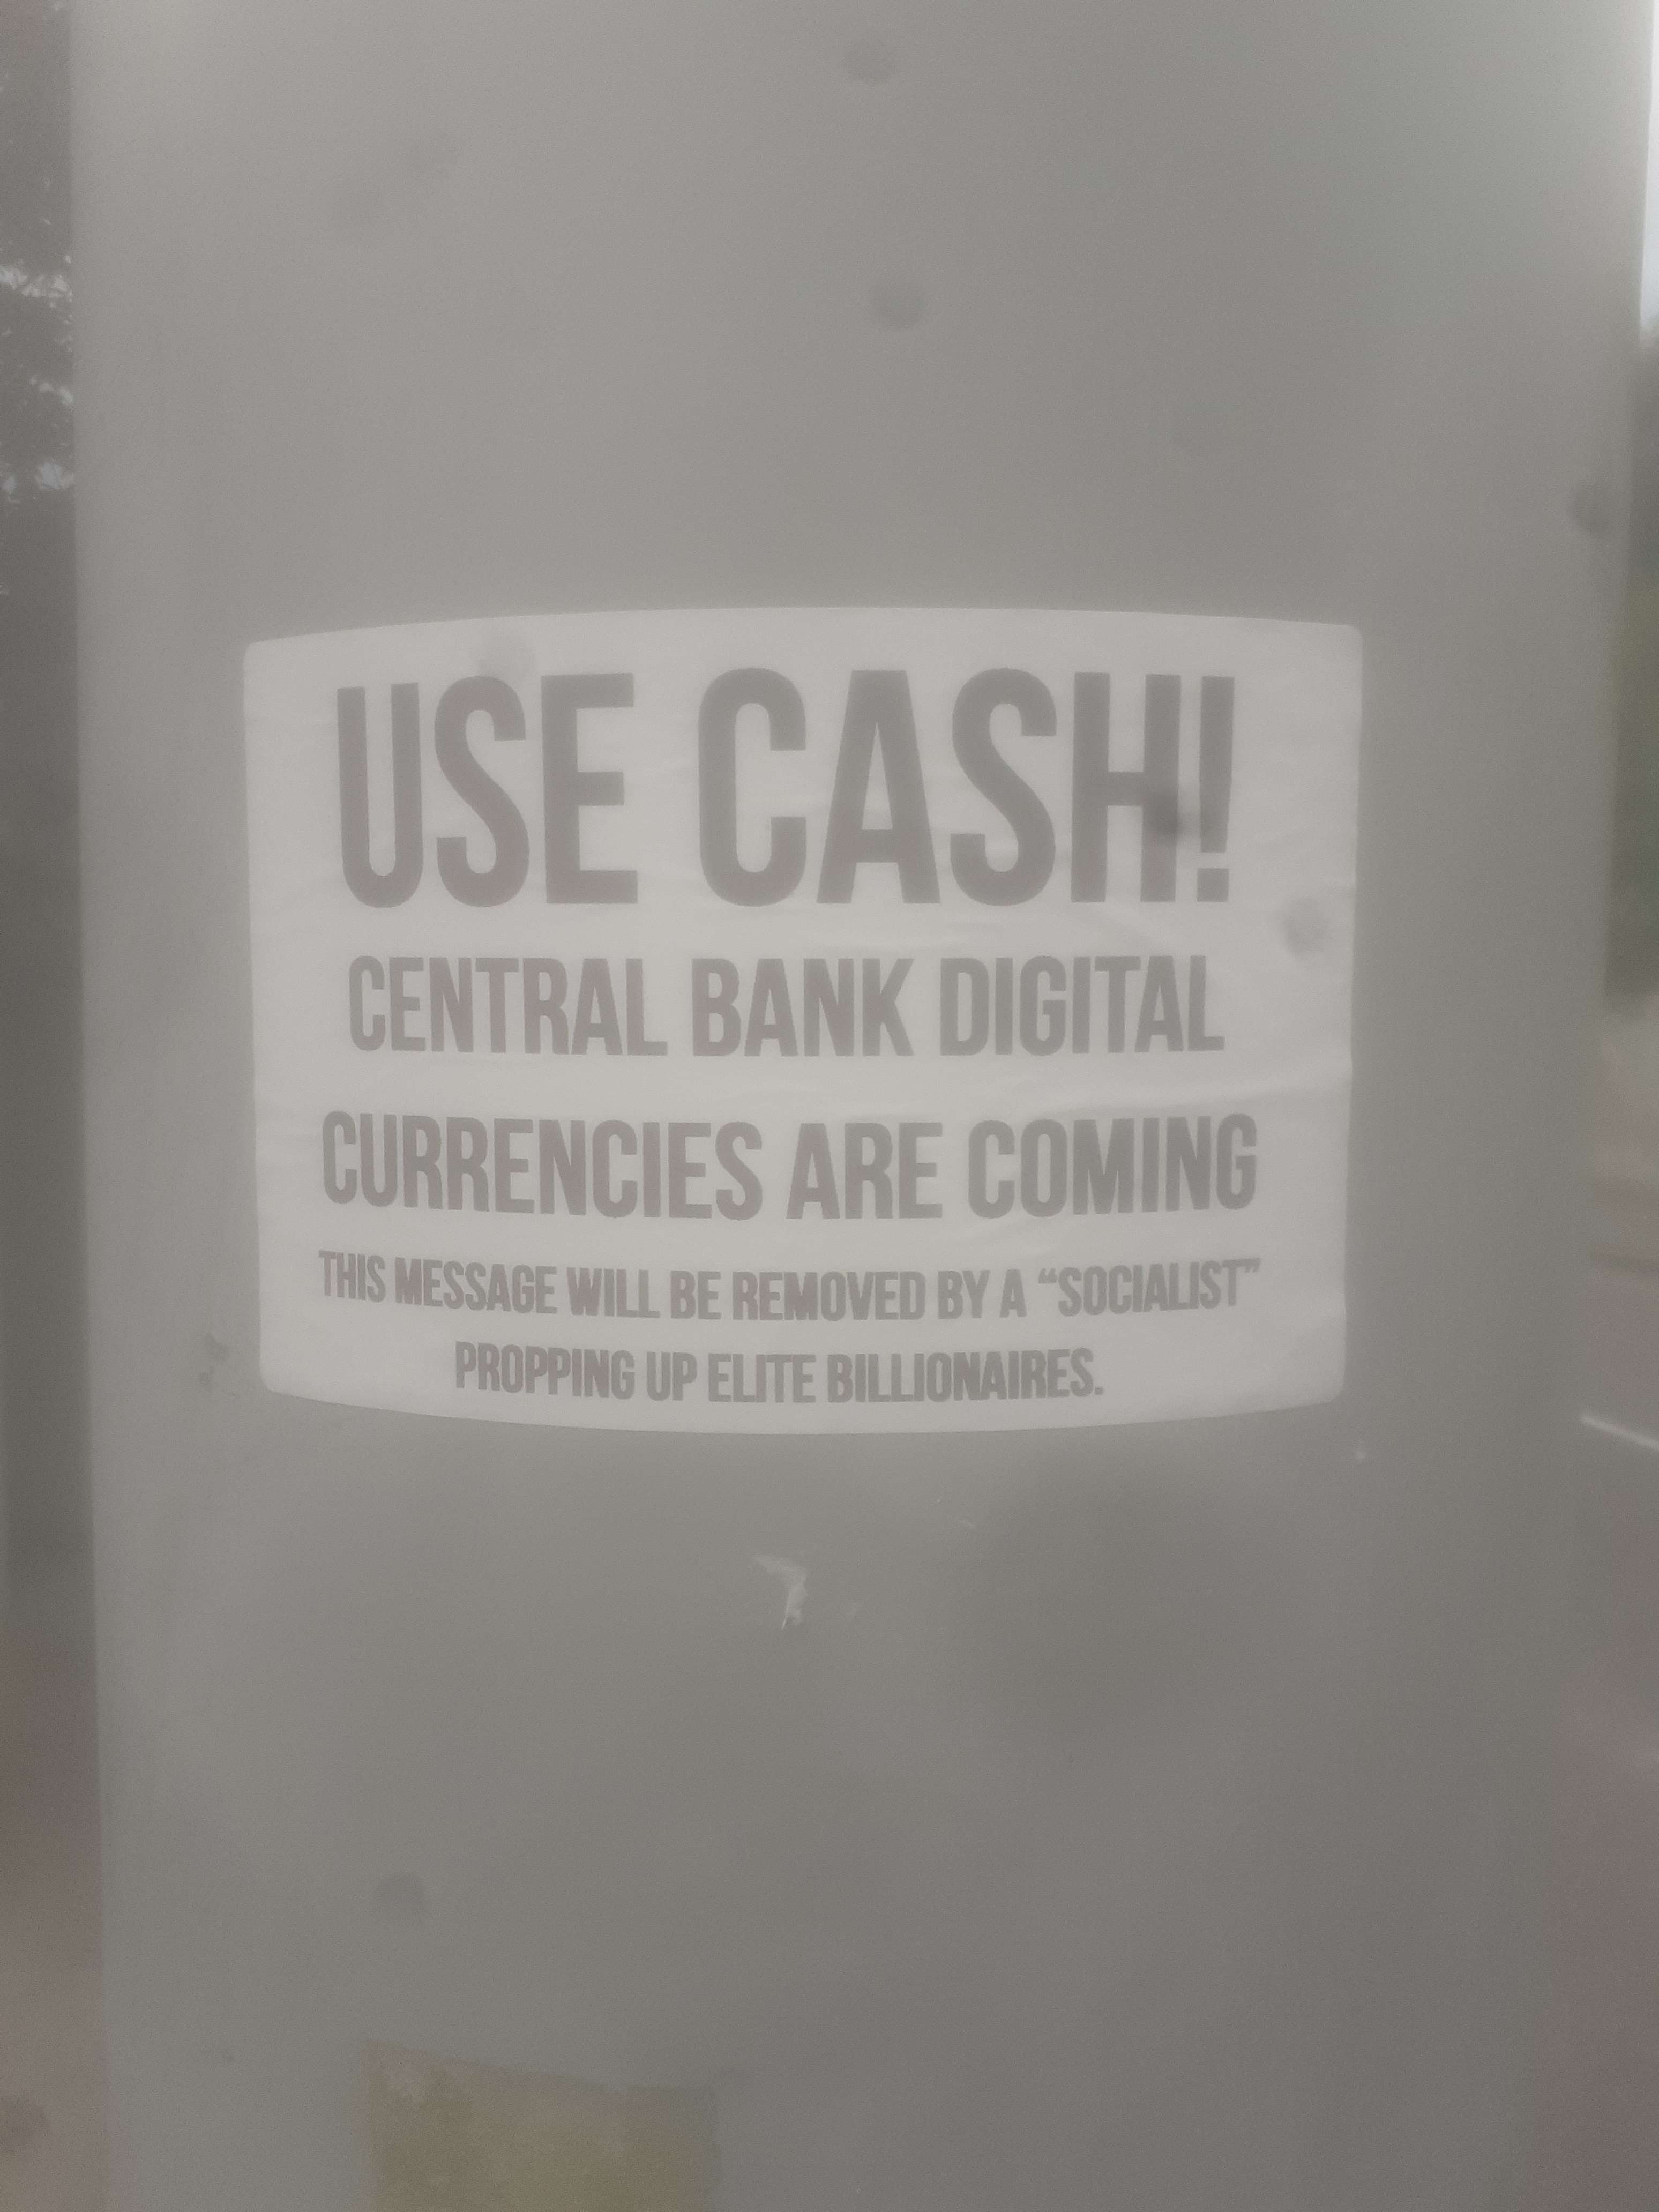 USE CASH!
CENTRAL BANK DIGITAL
CURRENCIES ARE COMING
THIS MESSAGE WILL BE REMOVED BY A “SOCIALIST”
PROPPING UP ELITE BILLIONAIRES.